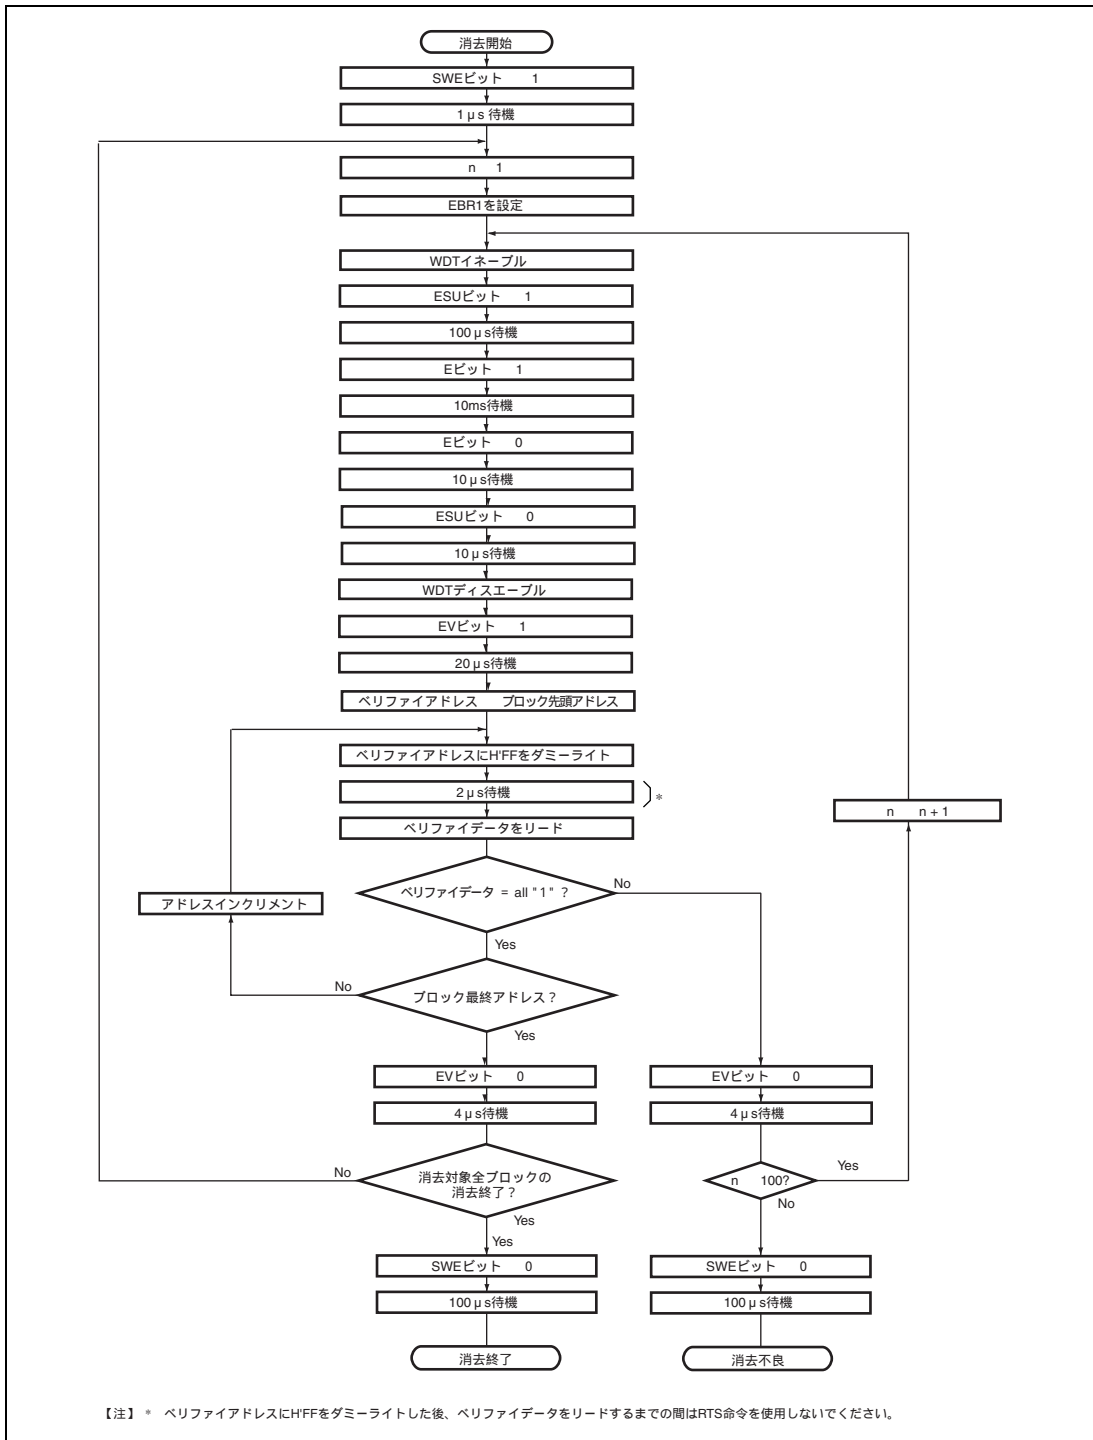 消去開始
SWEビット 1
1μs 待機
n 1
EBR1を設定
WDTイネーブル
ESUビット 1
100μs待機
Eビット 1
10ms待機
Eビット 0
10μs待機
ESUビット 0
10μs待機
WDTディスエーブル
EVビット 1
20μs待機
ベリファイアドレス ブロック先頭アドレス
ベリファイアドレスにH'FFをダミーライト
2μs待機
*
n n + 1
ベリファイデータをリード
ベリファイデータ = all "1" ?
No
アドレスインクリメント
Yes
No
ブロック最終アドレス？
Yes
EVビット 0
EVビット 0
4μs待機
4μs待機
No
消去対象全ブロックの
消去終了？
Yes
n 100?
Yes
No
Yes
SWEビット 0
SWEビット 0
100μs待機
100μs待機
消去終了
消去不良
【注】 * ベリファイアドレスにH'FFをダミーライトした後、ベリファイデータをリードするまでの間はRTS命令を使用しないでください。